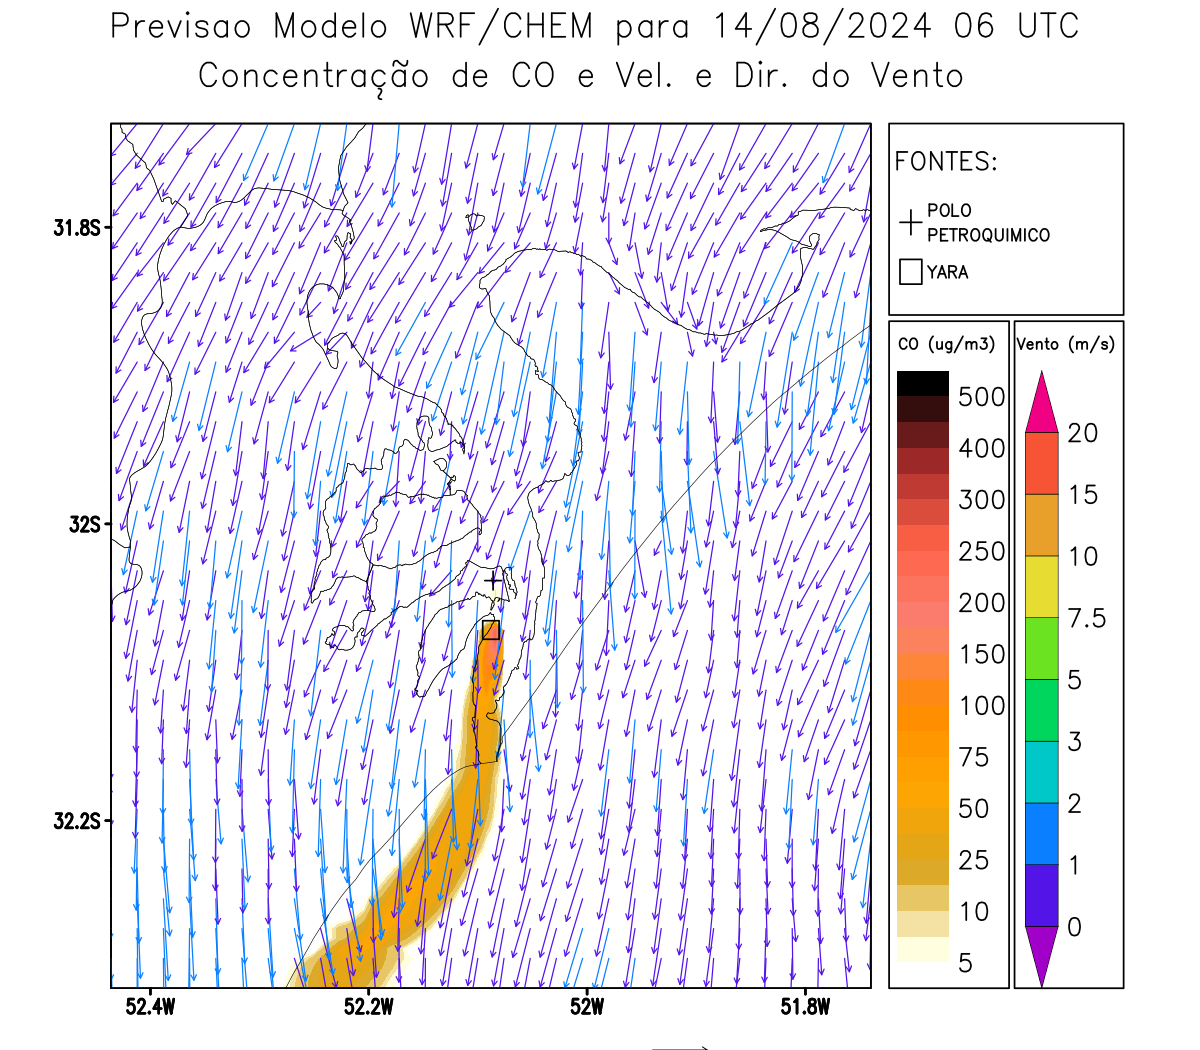 Previsao Modelo WRF/CHEM para 14/08/2024 06 UTC
Concentração de CO e Vel. e Dir. do Vento
FONTES:
POLO
PETROQUIMICO
YARA
31.8S
32S
32.2S
52.4W
52.2W
52W
51.8W
CO (ug/m3)
500
400
300
250
200
150
100
75
50
25
10
5
Vento (m/s)
20
15
10
7.5
5
3
2
1
0